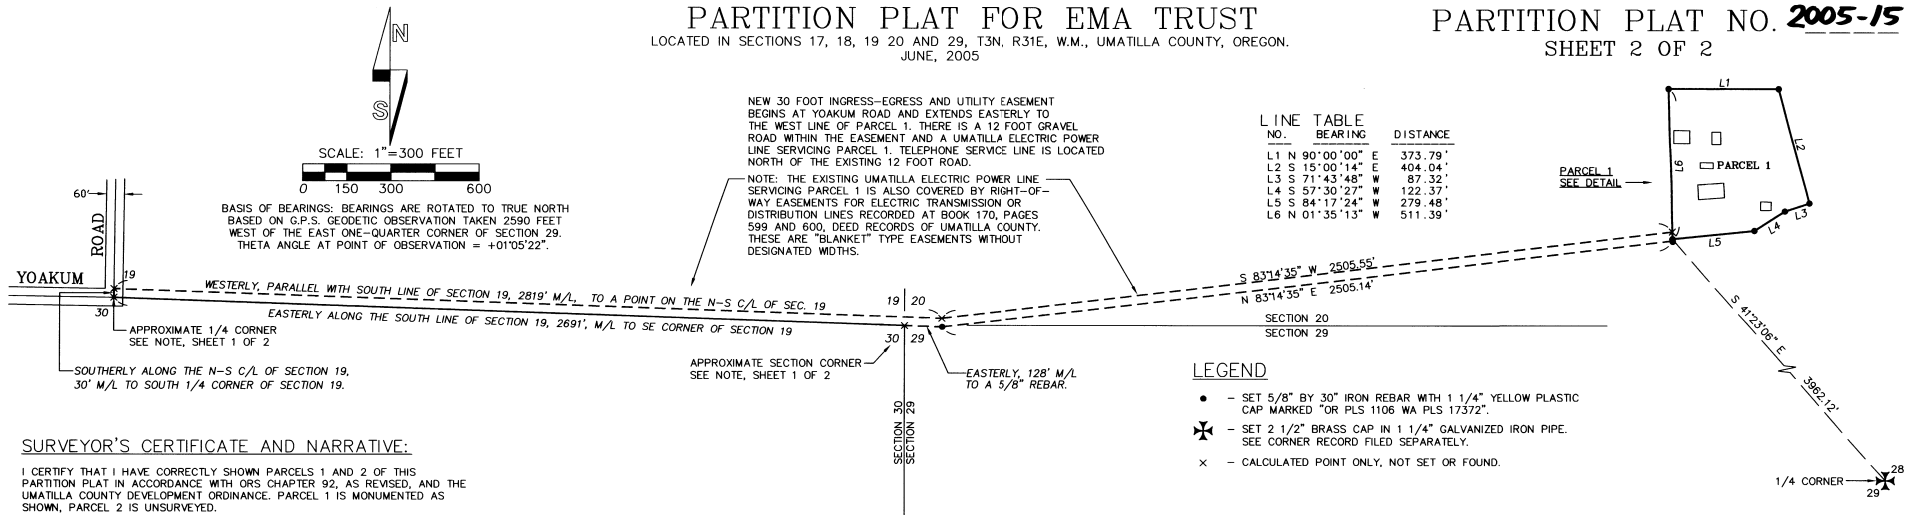 PARTITION PLAT FOR EMA TRUST
LOCATED IN SECTIONS 17, 18, 19 20 AND 29, T3N, R31E, W.M., UMATILLA COUNTY, OREGON.
JUNE, 2005
PARTITION PLAT NO. 2005-15
SHEET 2 OF 2
N
S
SCALE: 1"=300 FEET
0 150 300 600
BASIS OF BEARINGS: BEARINGS ARE ROTATED TO TRUE NORTH
BASED ON G.P.S. GEODETIC OBSERVATION TAKEN 2590 FEET
WEST OF THE EAST ONE-QUARTER CORNER OF SECTION 29.
THETA ANGLE AT POINT OF OBSERVATION = +01°05'22".
NEW 30 FOOT INGRESS-EGRESS AND UTILITY EASEMENT
BEGINS AT YOAKUM ROAD AND EXTENDS EASTERLY TO
THE WEST LINE OF PARCEL 1. THERE IS A 12 FOOT GRAVEL
ROAD WITHIN THE EASEMENT AND A UMATILLA ELECTRIC POWER
LINE SERVICING PARCEL 1. TELEPHONE SERVICE LINE IS LOCATED
NORTH OF THE EXISTING 12 FOOT ROAD.
NOTE: THE EXISTING UMATILLA ELECTRIC POWER LINE
SERVICING PARCEL 1 IS ALSO COVERED BY RIGHT-OF-
WAY EASEMENTS FOR ELECTRIC TRANSMISSION OR
DISTRIBUTION LINES RECORDED AT BOOK 170, PAGES
599 AND 600, DEED RECORDS OF UMATILLA COUNTY.
THESE ARE "BLANKET" TYPE EASEMENTS WITHOUT
DESIGNATED WIDTHS.
LINE TABLE
NO. BEARING DISTANCE
L1 N 90°00'00" E 373.79'
L2 S 15°00'14" E 404.04'
L3 S 71°43'48" W 87.32'
L4 S 57°30'27" W 122.37'
L5 S 84°17'24" W 279.48'
L6 N 01°35'13" W 511.39'
PARCEL 1
SEE DETAIL
L1
L2
L6
PARCEL 1
L3
L4
L5
60'
ROAD
YOAKUM
19
30
WESTERLY, PARALLEL WITH SOUTH LINE OF SECTION 19, 2819' M/L, TO A POINT ON THE N-S C/L OF SEC. 19
EASTERLY ALONG THE SOUTH LINE OF SECTION 19, 2691', M/L TO SE CORNER OF SECTION 19
19 20
30 29
S 83°14'35" W 2505.55'
N 83°14'35" E 2505.14'
SECTION 20
SECTION 29
APPROXIMATE 1/4 CORNER
SEE NOTE, SHEET 1 OF 2
SOUTHERLY ALONG THE N-S C/L OF SECTION 19,
30' M/L TO SOUTH 1/4 CORNER OF SECTION 19.
APPROXIMATE SECTION CORNER
SEE NOTE, SHEET 1 OF 2
EASTERLY, 128' M/L
TO A 5/8" REBAR.
SECTION 30
SECTION 29
S 41°23'06" E 3962.12'
LEGEND
- SET 5/8" BY 30" IRON REBAR WITH 1 1/4" YELLOW PLASTIC
CAP MARKED "OR PLS 1106 WA PLS 17372".
- SET 2 1/2" BRASS CAP IN 1 1/4" GALVANIZED IRON PIPE.
SEE CORNER RECORD FILED SEPARATELY.
× - CALCULATED POINT ONLY, NOT SET OR FOUND.
1/4 CORNER
28
29
SURVEYOR'S CERTIFICATE AND NARRATIVE:
I CERTIFY THAT I HAVE CORRECTLY SHOWN PARCELS 1 AND 2 OF THIS
PARTITION PLAT IN ACCORDANCE WITH ORS CHAPTER 92, AS REVISED, AND THE
UMATILLA COUNTY DEVELOPMENT ORDINANCE. PARCEL 1 IS MONUMENTED AS
SHOWN, PARCEL 2 IS UNSURVEYED.